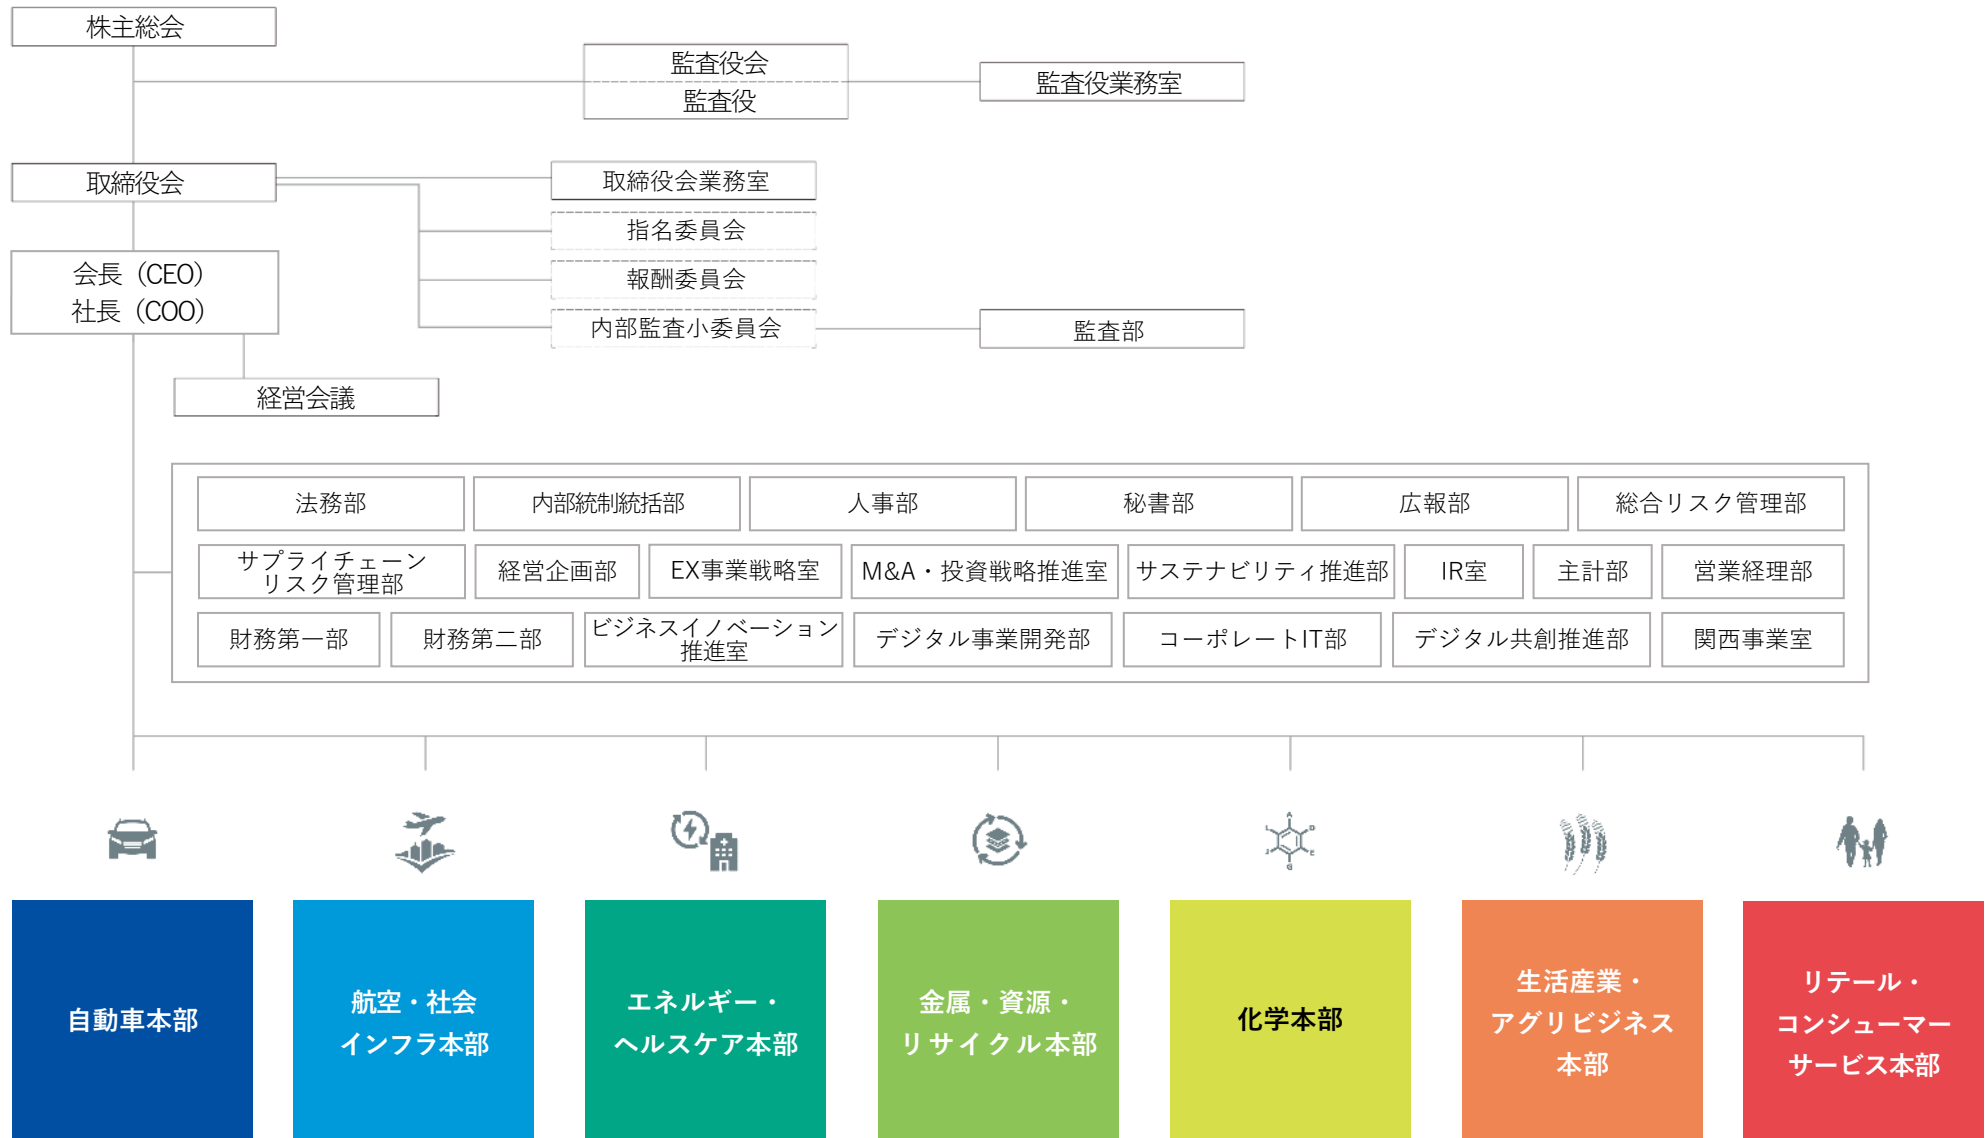 株主総会
監査役会
監査役
監査役業務室
取締役会
取締役会業務室
指名委員会
報酬委員会
内部監査小委員会
監査部
会長（CEO）
社長（COO）
経営会議
法務部
内部統制統括部
人事部
秘書部
広報部
総合リスク管理部
サプライチェーン
リスク管理部
経営企画部
EX事業戦略室
M&A・投資戦略推進室
サステナビリティ推進部
IR室
主計部
営業経理部
財務第一部
財務第二部
ビジネスイノベーション
推進室
デジタル事業開発部
コーポレートIT部
デジタル共創推進部
関西事業室
自動車本部
航空・社会
インフラ本部
エネルギー・
ヘルスケア本部
金属・資源・
リサイクル本部
化学本部
生活産業・
アグリビジネス
本部
リテール・
コンシューマー
サービス本部